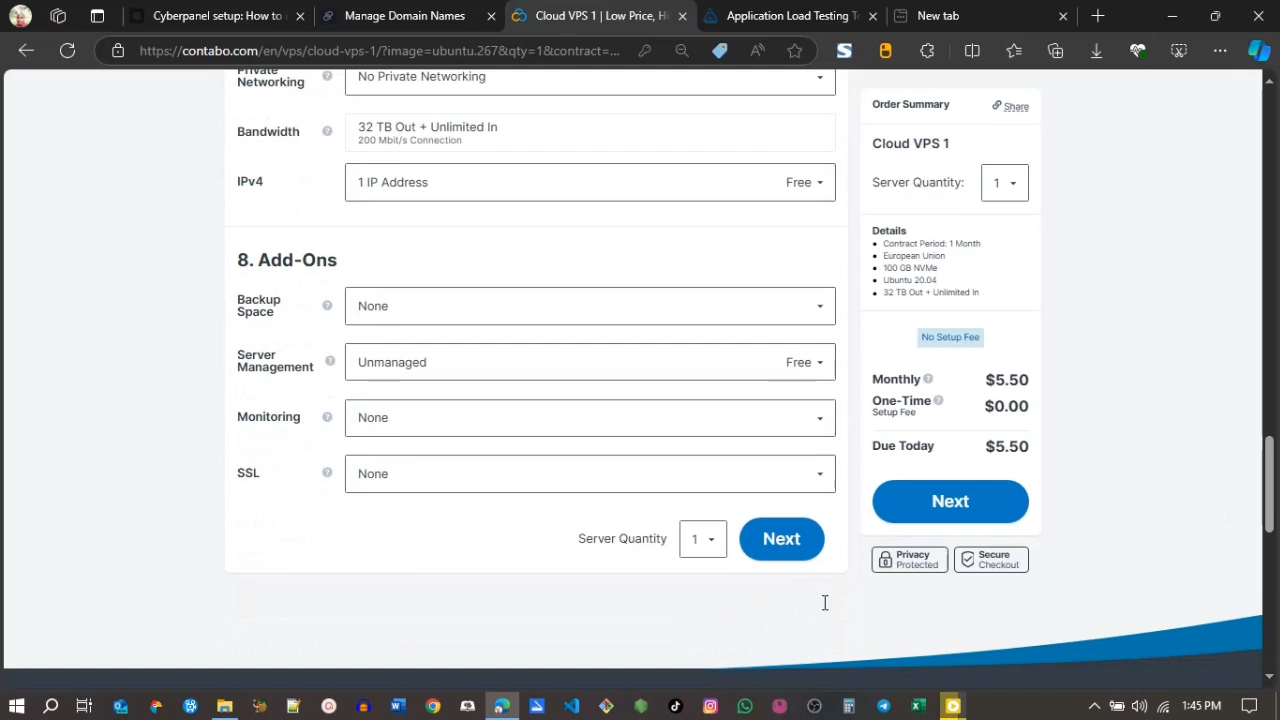 Cyberpanel setup: How to
Manage Domain Names
Cloud VPS 1 | Low Price, Hi
Application Load Testing To
New tab
https://contabo.com/en/vps/cloud-vps-1/?image=ubuntu.267&qty=1&contract=...
Private
Networking
No Private Networking
Bandwidth
32 TB Out + Unlimited In
200 Mbit/s Connection
IPv4
1 IP Address
Free
8. Add-Ons
Backup
Space
None
Server
Management
Unmanaged
Free
Monitoring
None
SSL
None
Server Quantity
1
Next
Order Summary
Share
Cloud VPS 1
Server Quantity:
1
Details
Contract Period: 1 Month
European Union
100 GB NVMe
Ubuntu 20.04
32 TB Out + Unlimited In
No Setup Fee
Monthly
$5.50
One-Time
Setup Fee
$0.00
Due Today
$5.50
Next
Privacy
Protected
Secure
Checkout
1:45 PM